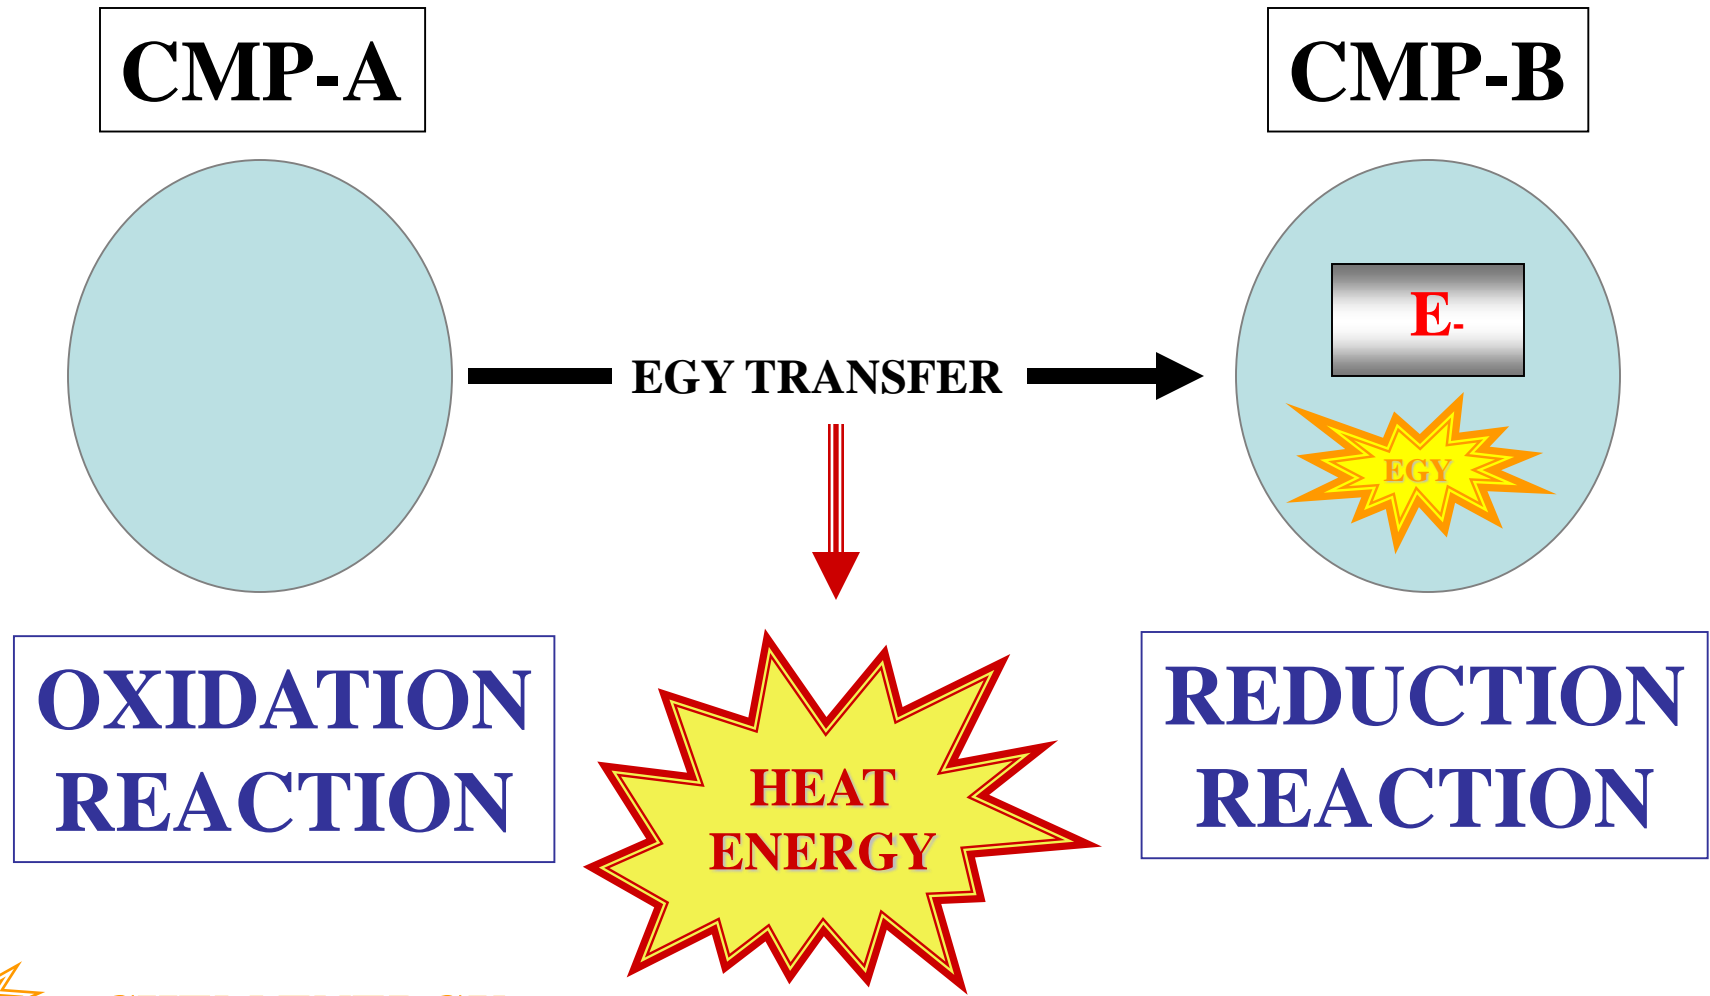 CMP-A
CMP-B
E-
EGY TRANSFER
EGY
OXIDATION
REACTION
REDUCTION
REACTION
HEAT
ENERGY